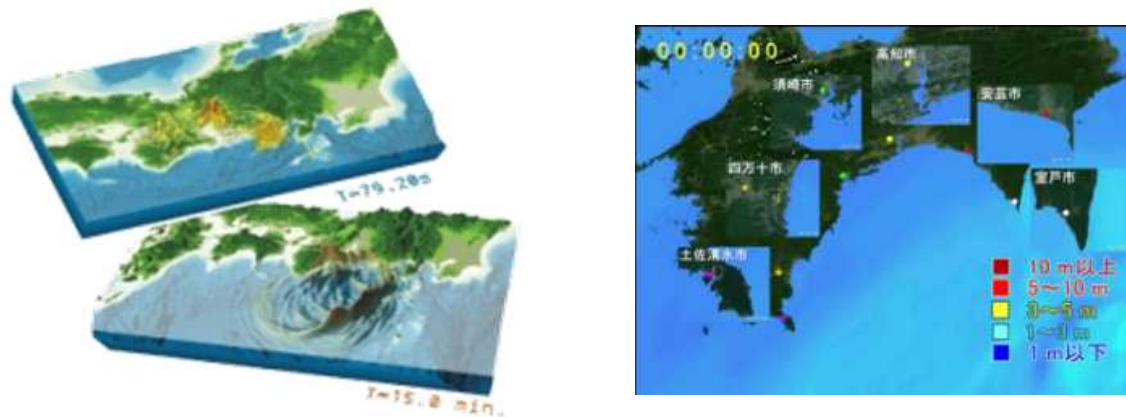 T=79.20s
T=15.0 min.
00:00:00
高知市
須崎市
安芸市
四万十市
室戸市
土佐清水市
10 m以上
5～10 m
3～5 m
1～3 m
1 m以下